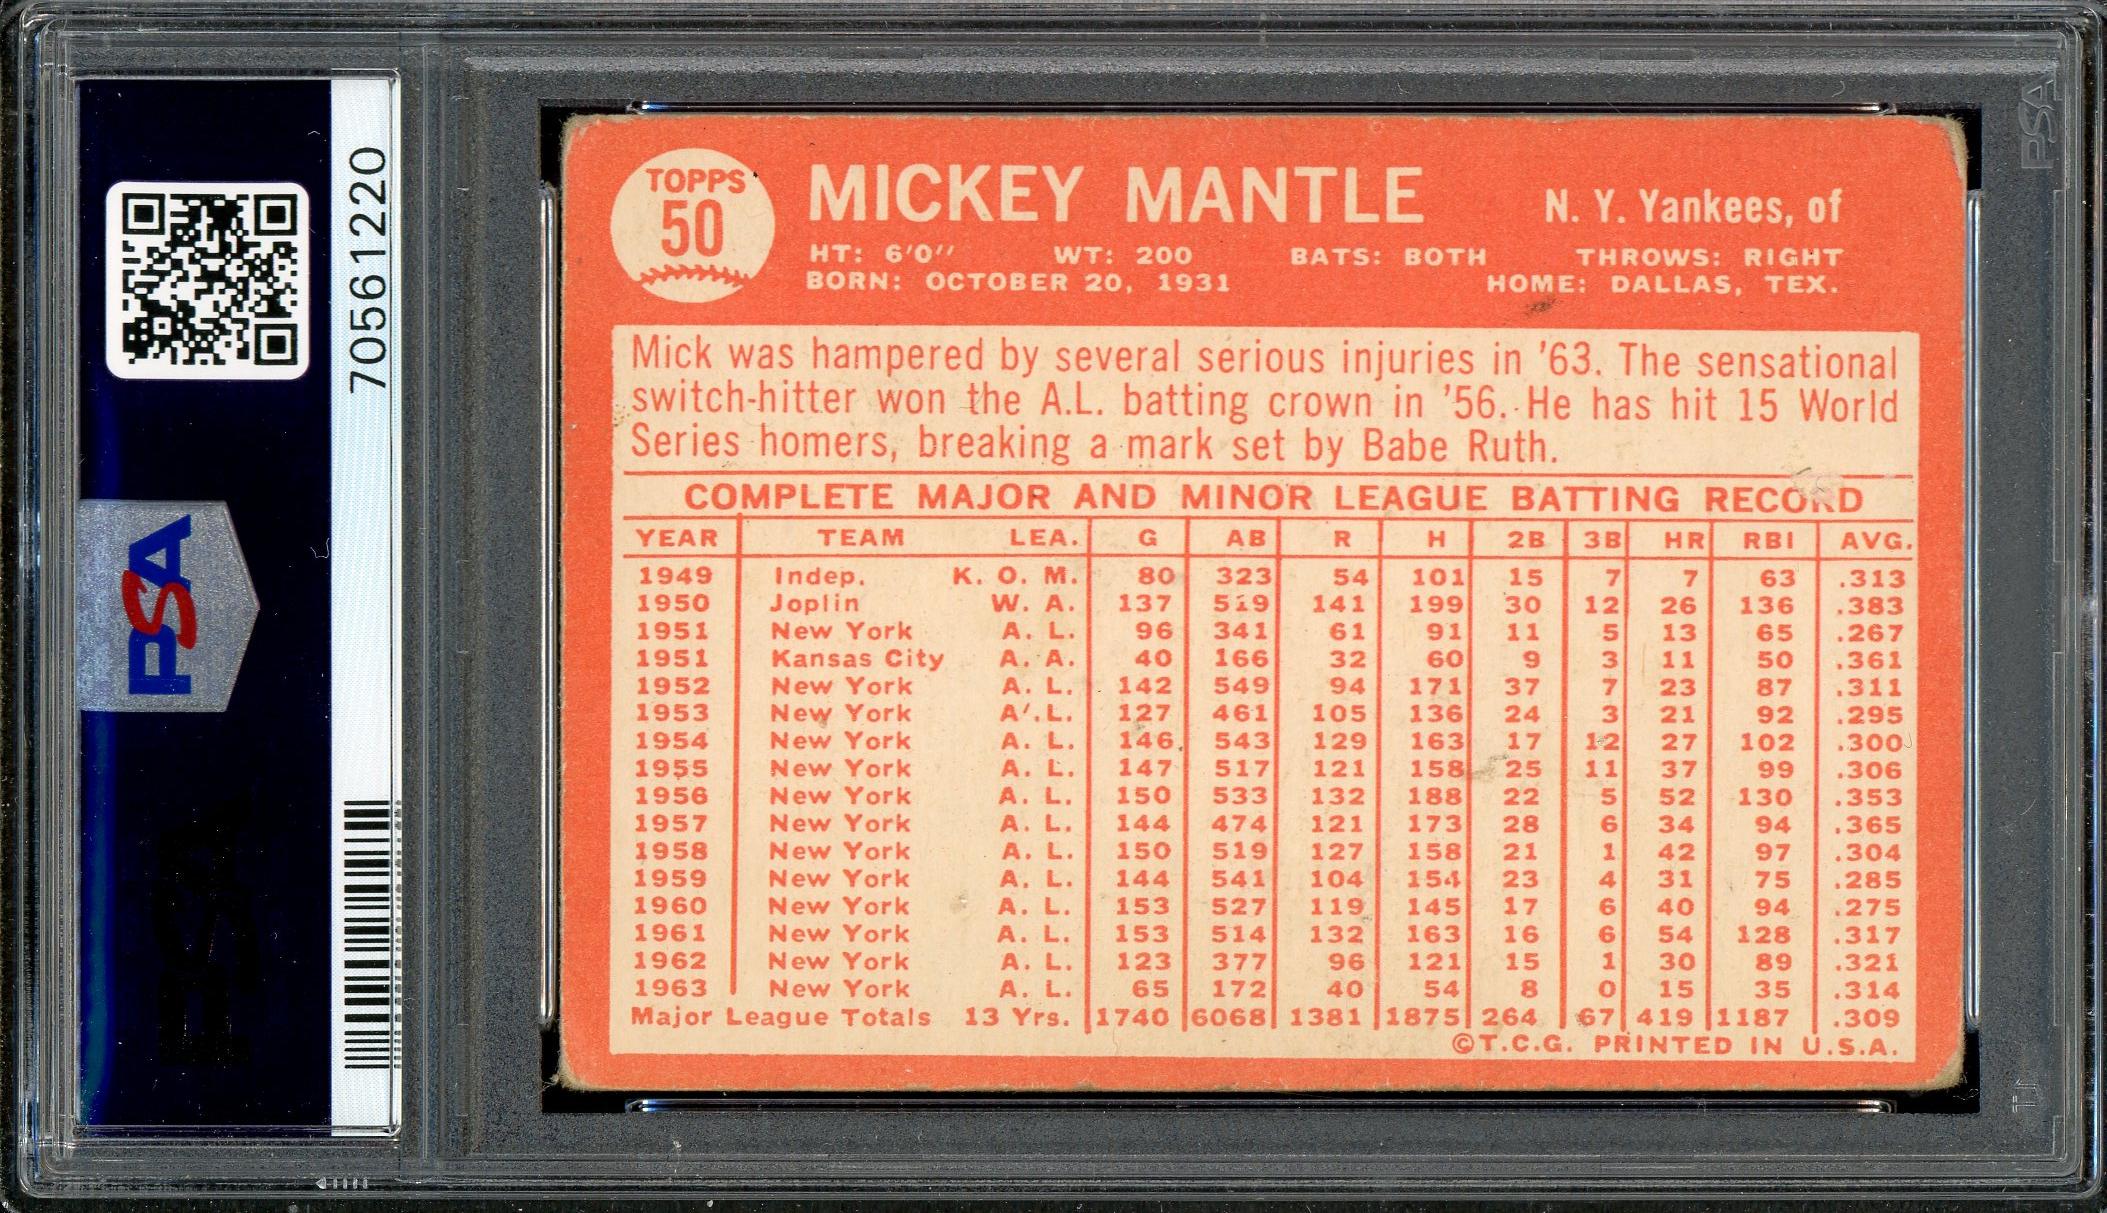 70561220
PSA
PSA
TOPPS
50
MICKEY MANTLE
N. Y. Yankees, of
HT: 6'0'' WT: 200 BATS: BOTH THROWS: RIGHT
BORN: OCTOBER 20, 1931 HOME: DALLAS, TEX.
Mick was hampered by several serious injuries in '63. The sensational
switch-hitter won the A.L. batting crown in '56. He has hit 15 World
Series homers, breaking a mark set by Babe Ruth.
COMPLETE MAJOR AND MINOR LEAGUE BATTING RECORD
YEAR TEAM LEA. G AB R H 2B 3B HR RBI AVG.
1949 Indep. K. O. M. 80 323 54 101 15 7 7 63 .313
1950 Joplin W. A. 137 519 141 199 30 12 26 136 .383
1951 New York A. L. 96 341 61 91 11 5 13 65 .267
1951 Kansas City A. A. 40 166 32 60 9 3 11 50 .361
1952 New York A. L. 142 549 94 171 37 7 23 87 .311
1953 New York A. L. 127 461 105 136 24 3 21 92 .295
1954 New York A. L. 146 543 129 163 17 12 27 102 .300
1955 New York A. L. 147 517 121 158 25 11 37 99 .306
1956 New York A. L. 150 533 132 188 22 5 52 130 .353
1957 New York A. L. 144 474 121 173 28 6 34 94 .365
1958 New York A. L. 150 519 127 158 21 1 42 97 .304
1959 New York A. L. 144 541 104 154 23 4 31 75 .285
1960 New York A. L. 153 527 119 145 17 6 40 94 .275
1961 New York A. L. 153 514 132 163 16 6 54 128 .317
1962 New York A. L. 123 377 96 121 15 1 30 89 .321
1963 New York A. L. 65 172 40 54 8 0 15 35 .314
Major League Totals 13 Yrs. 1740 6068 1381 1875 264 67 419 1187 .309
©T.C.G. PRINTED IN U.S.A.